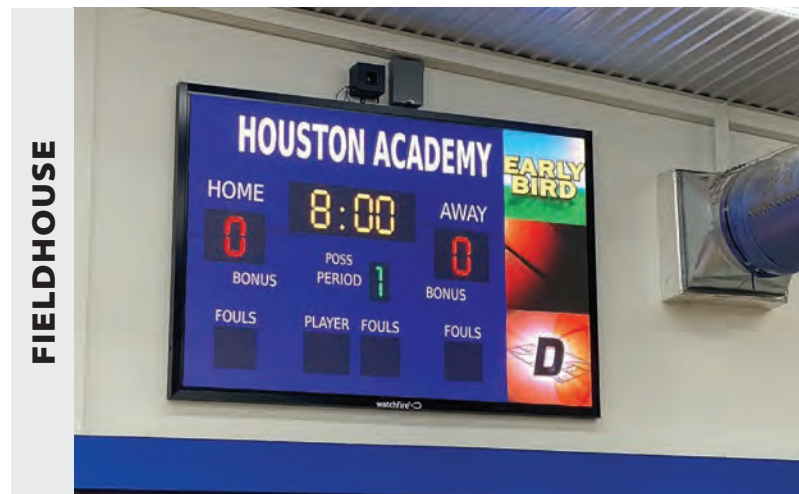 FIELDHOUSE
HOUSTON ACADEMY
HOME
8:00
AWAY
0
0
POSS
PERIOD 1
BONUS
BONUS
FOULS
PLAYER FOULS
FOULS
EARLY
BIRD
D
watchfire